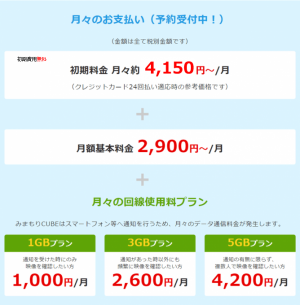 月々のお支払い（予約受付中！）
（金額は全て税別金額です）
初期費用無料
初期料金 月々約 4,150円～/月
（クレジットカード24回払い適応時の参考価格です）
+
月額基本料金 2,900円～/月
+
月々の回線使用料プラン
みまもりCUBEはスマートフォン等へ通知を行うため、月々のデータ通信料金が発生します。
1GBプラン
通知を受けた時にのみ
映像を確認したい方
1,000円/月
3GBプラン
通知があった時以外にも
頻繁に映像を確認したい方
2,600円/月
5GBプラン
通知の有無に限らず、
複数人で映像を確認したい方
4,200円/月